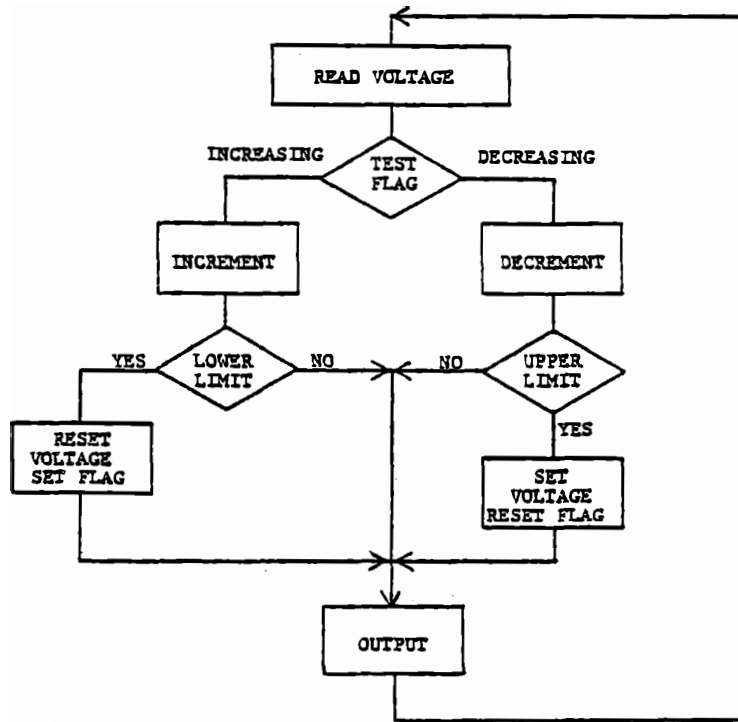 READ VOLTAGE
INCREASING
TEST
FLAG
DECREASING
INCREMENT
DECREMENT
YES
LOWER
LIMIT
NO
NO
UPPER
LIMIT
YES
RESET
VOLTAGE
SET FLAG
SET
VOLTAGE
RESET FLAG
OUTPUT